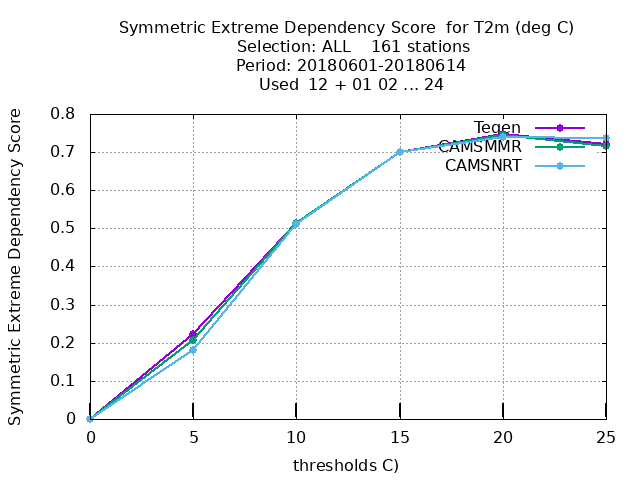 Symmetric Extreme Dependency Score for T2m (deg C)
Selection: ALL 161 stations
Period: 20180601-20180614
Used 12 + 01 02 ... 24
Symmetric Extreme Dependency Score
0.8
0.7
0.6
0.5
0.4
0.3
0.2
0.1
0
Tegen
CAMSMMR
CAMSNRT
0 5 10 15 20 25
thresholds C)